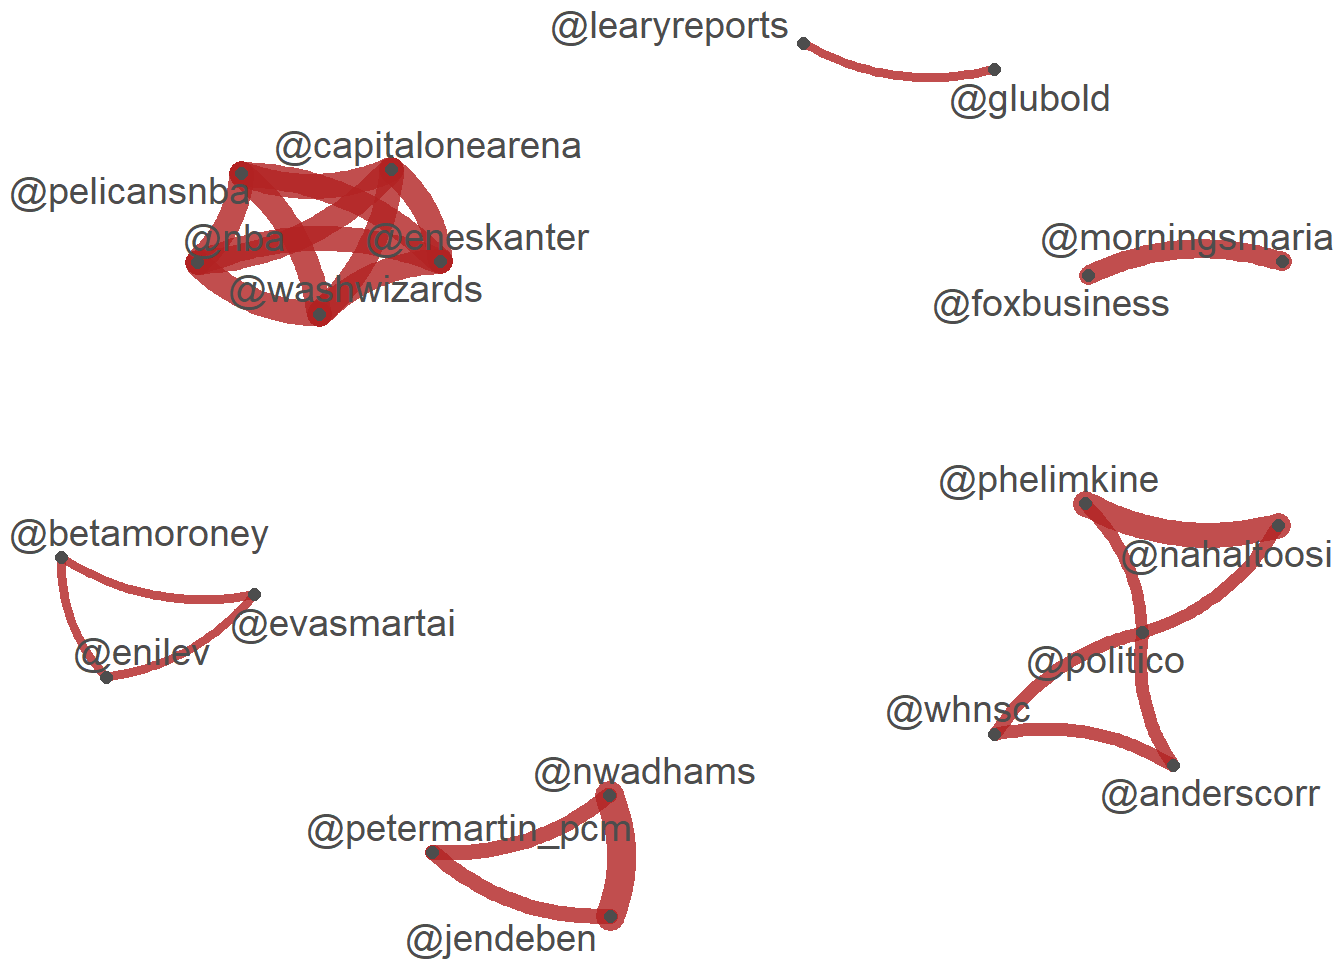 @learyreports
@glubold
@capitalonearena
@pelicansnba
@nba
@eneskanter
@washwizards
@morningsmaria
@foxbusiness
@phelimkine
@nahaltoosi
@politico
@whnsc
@anderscorr
@betamoroney
@evasmartai
@enilev
@nwadhams
@petermartin_pcm
@jendeben